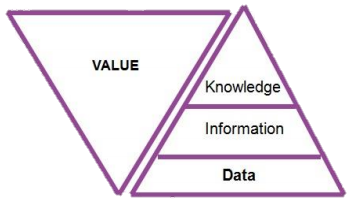 VALUE
Knowledge
Information
Data